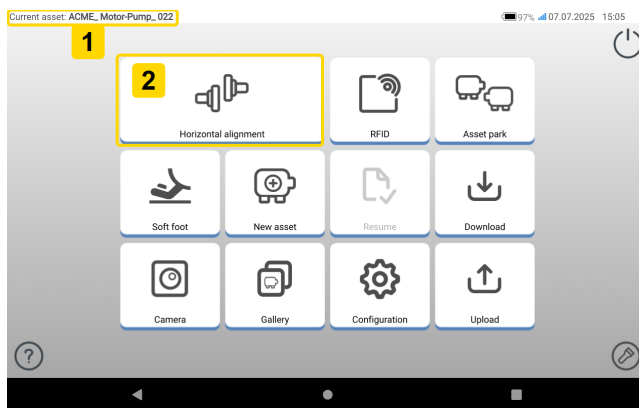 Current asset: ACME_ Motor-Pump_ 022
97% 07.07.2025 15:05
1
2
Horizontal alignment
RFID
Asset park
Soft foot
New asset
Resume
Download
Camera
Gallery
Configuration
Upload
?